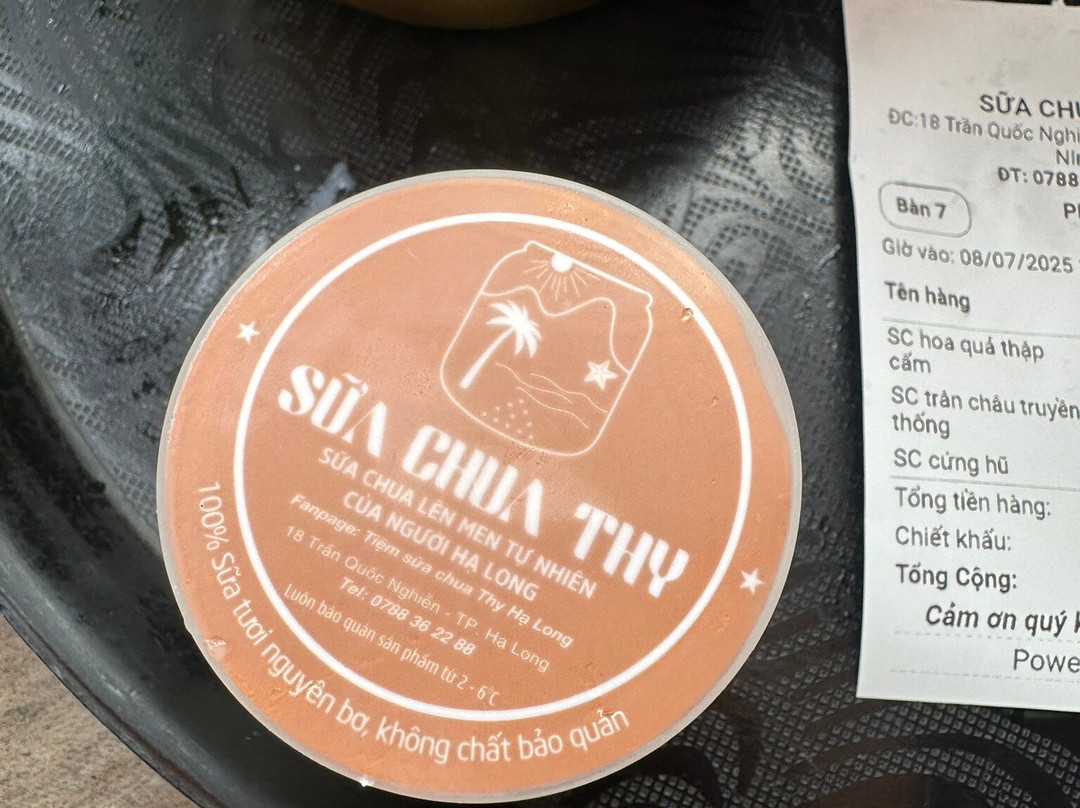 SỮA CHUA THY
SỮA CHUA LÊN MEN TỰ NHIÊN
CỦA NGƯỜI HẠ LONG
Fanpage: Tiệm sữa chua Thy Hạ Long
18 Trần Quốc Nghiễn - TP. Hạ Long
Tel: 0788 36 22 88
Luôn bảo quản sản phẩm từ 2 - 6℃
100% Sữa tươi nguyên bơ, không chất bảo quản
SỮA CHU
ĐC:18 Trần Quốc Nghi
Nin
ĐT: 0788
Bàn 7
Giờ vào: 08/07/2025
Tên hàng
SC hoa quả thập
cẩm
SC trân châu truyền
thống
SC cứng hũ
Tổng tiền hàng:
Chiết khấu:
Tổng Cộng:
Cảm ơn quý k
Powe